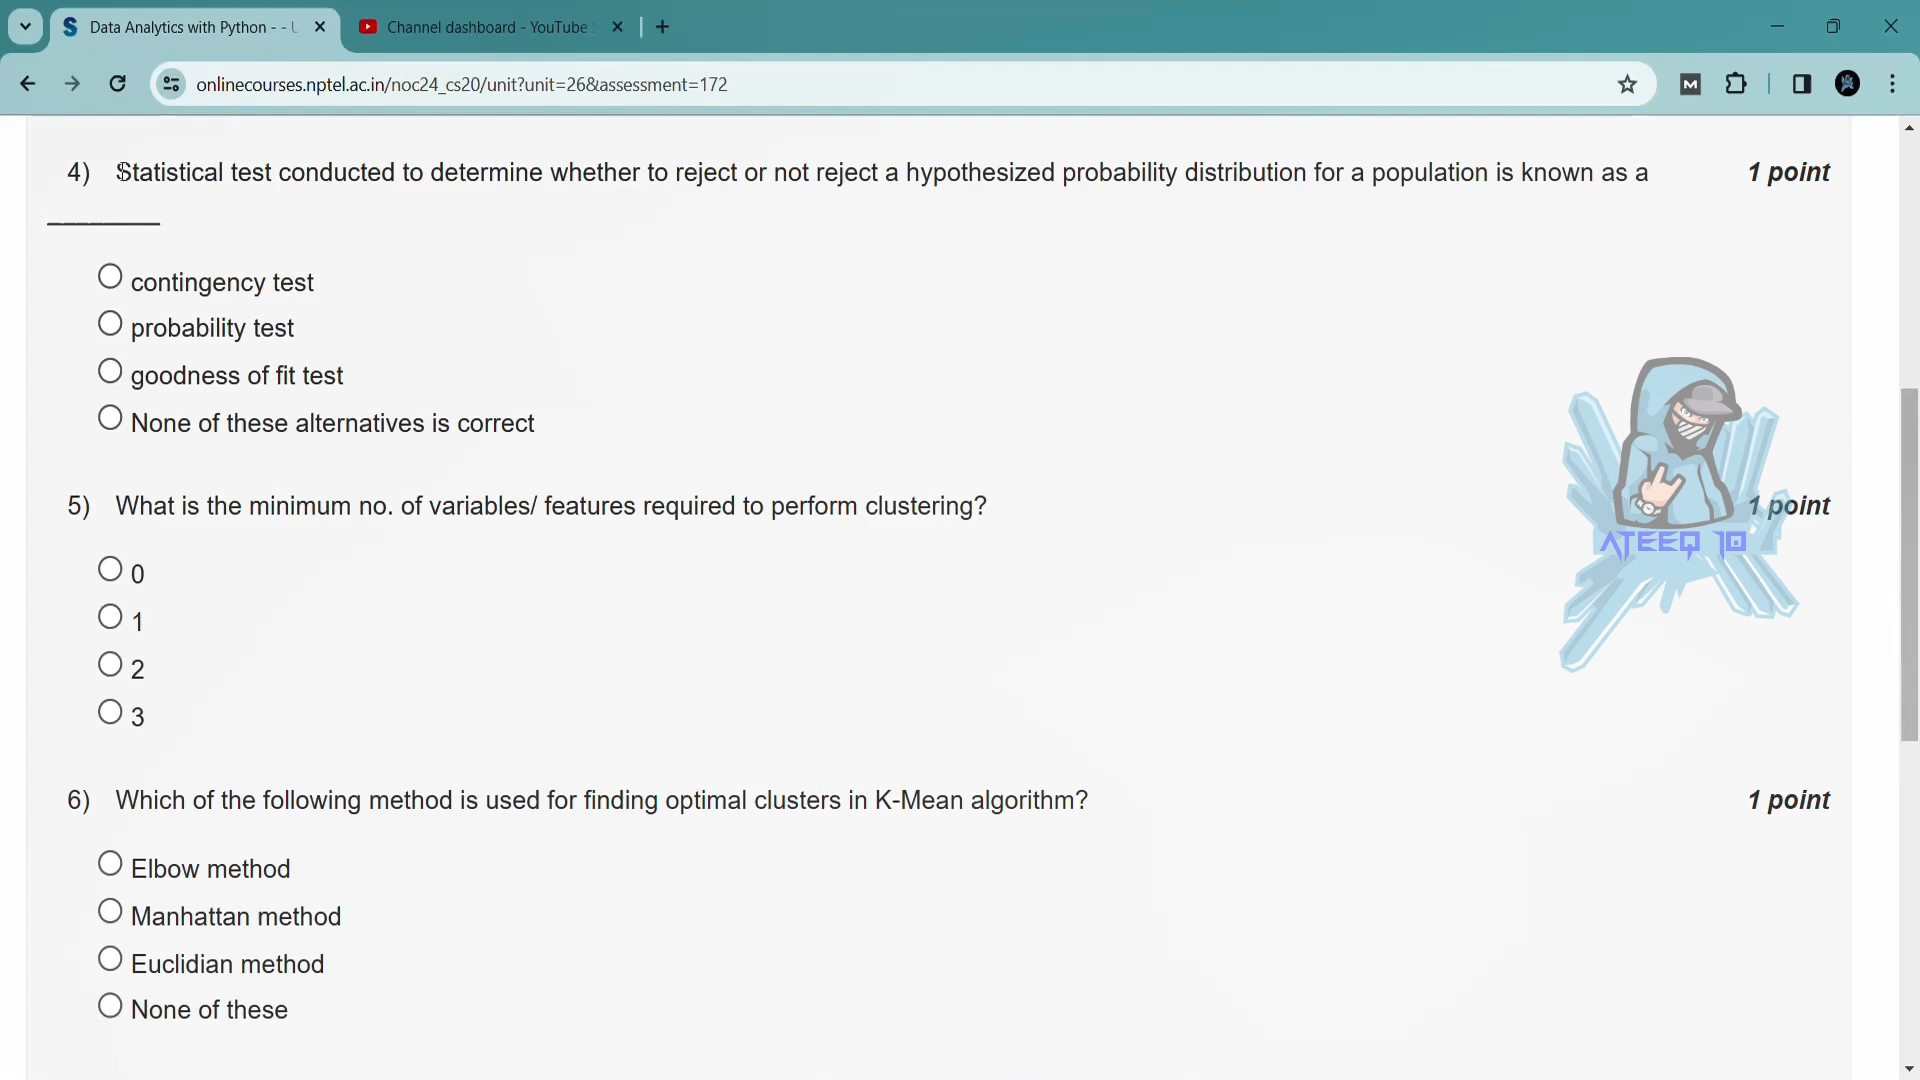 Data Analytics with Python - - U
Channel dashboard - YouTube S
onlinecourses.nptel.ac.in/noc24_cs20/unit?unit=26&assessment=172
4) Statistical test conducted to determine whether to reject or not reject a hypothesized probability distribution for a population is known as a 1 point
________
contingency test
probability test
goodness of fit test
None of these alternatives is correct
5) What is the minimum no. of variables/ features required to perform clustering? 1 point
ATEEQ 10
0
1
2
3
6) Which of the following method is used for finding optimal clusters in K-Mean algorithm? 1 point
Elbow method
Manhattan method
Euclidian method
None of these